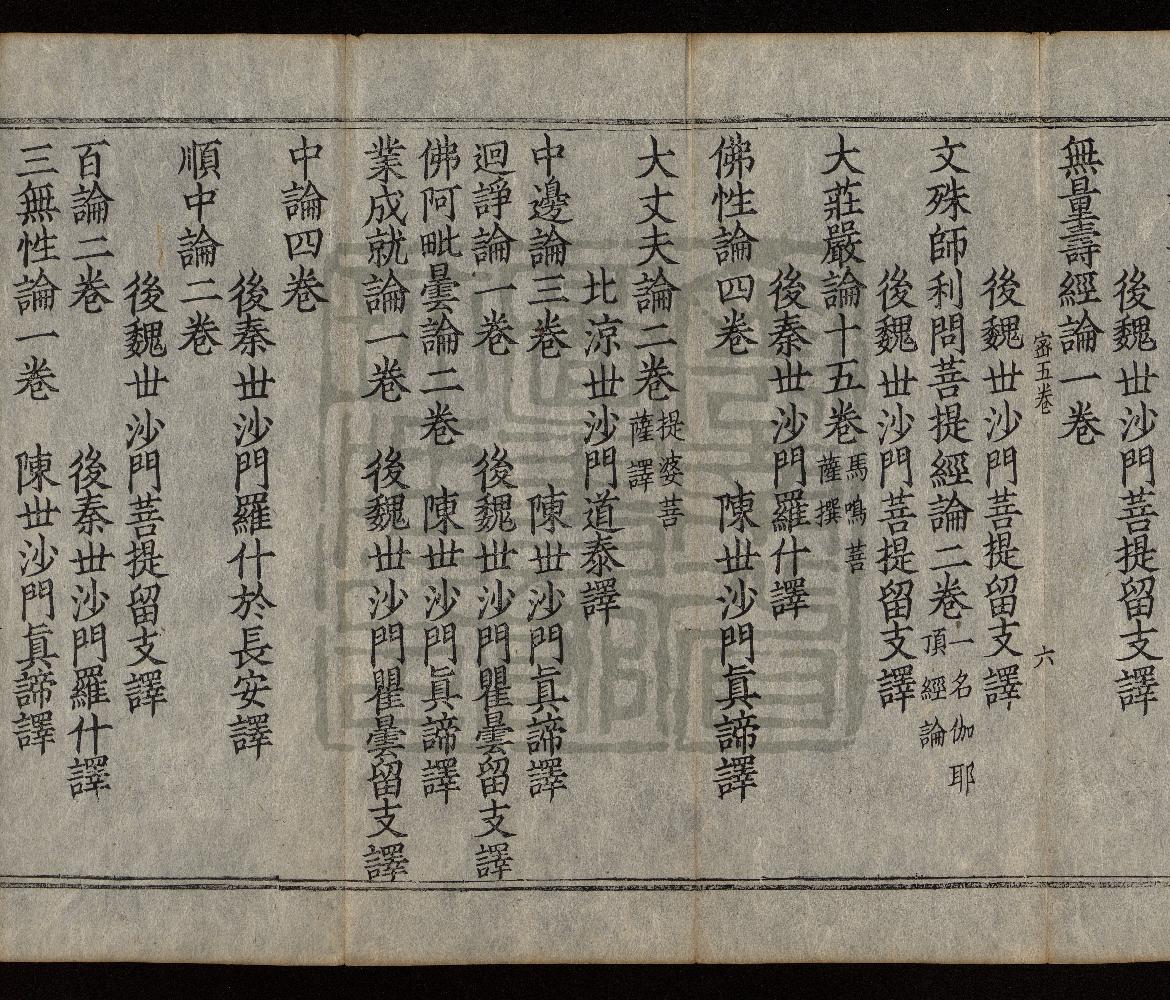 後魏世沙門菩提留支譯
無量壽經論一卷
密五卷 六
後魏世沙門菩提留支譯
文殊師利問菩提經論二卷一名伽耶頂經論
後魏世沙門菩提留支譯
大莊嚴論十五卷馬鳴菩薩撰
後秦世沙門羅什譯
佛性論四卷 陳世沙門眞諦譯
大丈夫論二卷提婆菩薩譯
北涼世沙門道泰譯
中邊論三卷 陳世沙門眞諦譯
迴諍論一卷 後魏世沙門瞿曇留支譯
佛阿毗曇論二卷 陳世沙門眞諦譯
業成就論一卷 後魏世沙門瞿曇留支譯
中論四卷
後秦世沙門羅什於長安譯
順中論二卷
後魏世沙門菩提留支譯
百論二卷 後秦世沙門羅什譯
三無性論一卷 陳世沙門眞諦譯